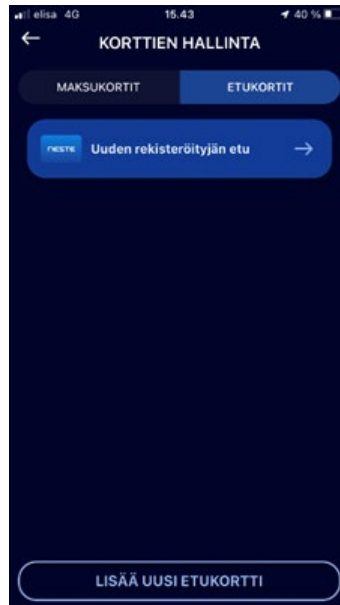 elisa 4G 15.43 40 %
KORTTIEN HALLINTA
MAKSUKORTIT ETUKORTIT
NESTE Uuden rekisteröityjän etu
LISÄÄ UUSI ETUKORTTI